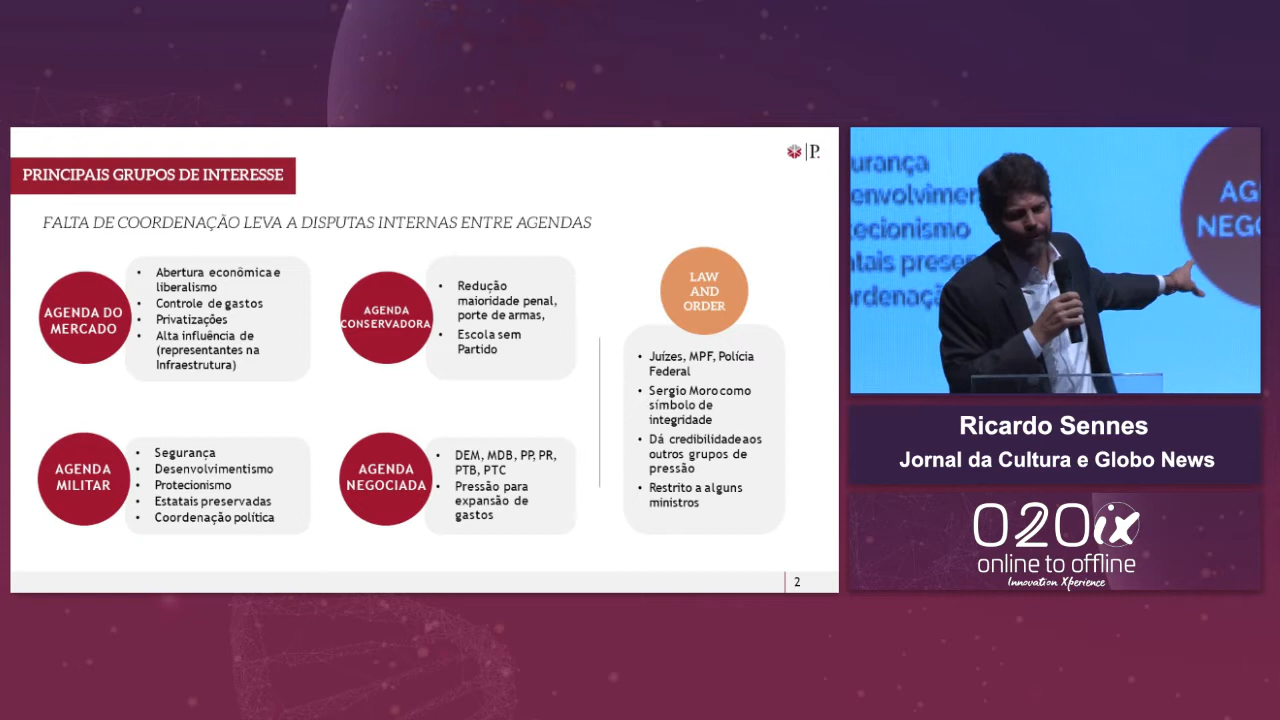 PRINCIPAIS GRUPOS DE INTERESSE
P.
FALTA DE COORDENAÇÃO LEVA A DISPUTAS INTERNAS ENTRE AGENDAS
AGENDA DO
MERCADO
• Abertura econômica e
liberalismo
• Controle de gastos
• Privatizações
• Alta influência de
(representantes na
Infraestrutura)
AGENDA
CONSERVADORA
• Redução
maioridade penal,
porte de armas,
• Escola sem
Partido
LAW
AND
ORDER
• Juízes, MPF, Polícia
Federal
• Sergio Moro como
símbolo de
integridade
• Dá credibilidade aos
outros grupos de
pressão
• Restrito a alguns
ministros
AGENDA
MILITAR
• Segurança
• Desenvolvimentismo
• Protecionismo
• Estatais preservadas
• Coordenação política
AGENDA
NEGOCIADA
• DEM, MDB, PP, PR,
PTB, PTC
• Pressão para
expansão de
gastos
2
urança
envolvimen
tecionismo
tais prese
ordenaçã
AG
NEGO
Ricardo Sennes
Jornal da Cultura e Globo News
O2Oix
online to offline
Innovation Xperience